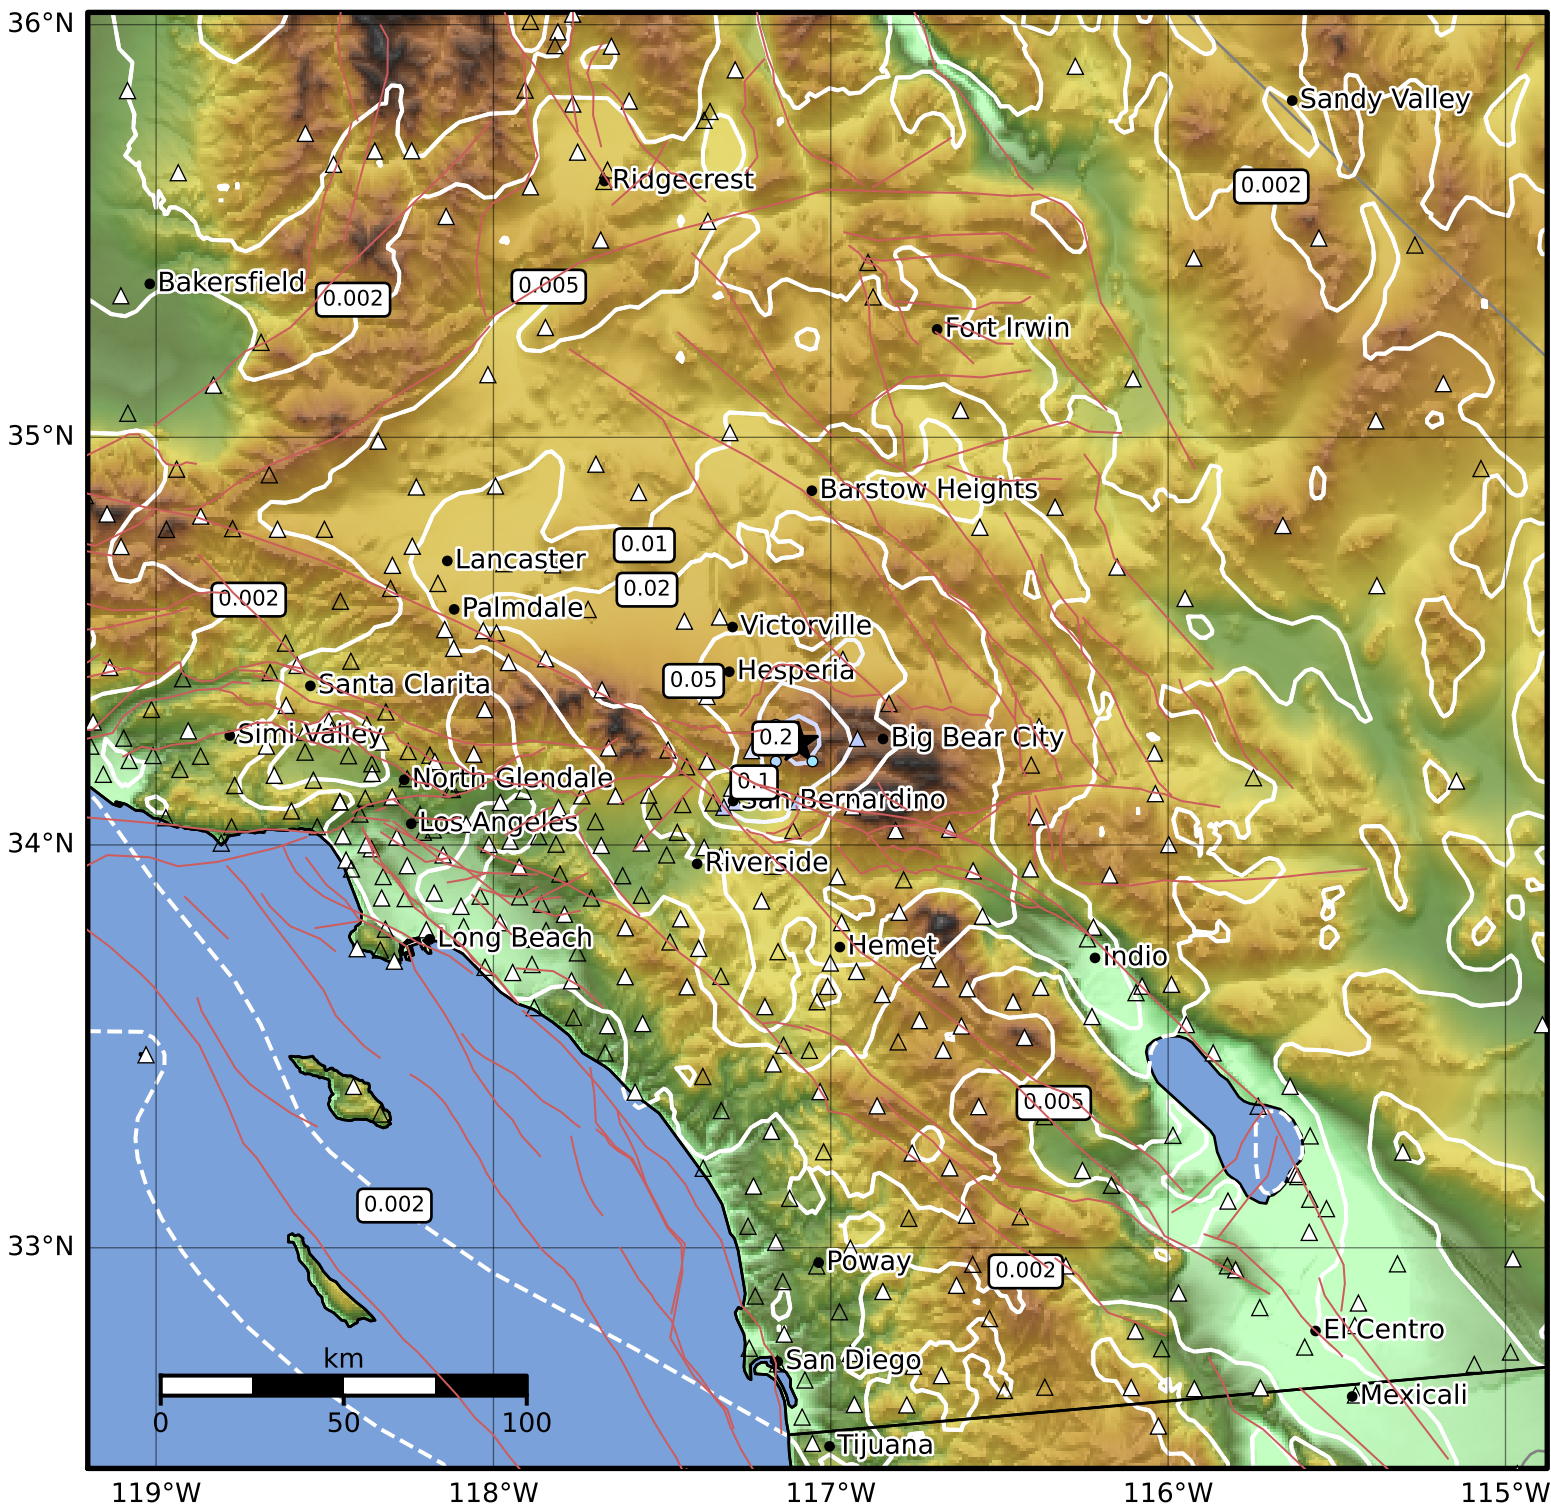 36°N
Sandy Valley
0.002
Ridgecrest
Bakersfield
0.002
0.005
Fort Irwin
35°N
Barstow Heights
0.01
Lancaster
0.02
0.002
Palmdale
Victorville
Hesperia
0.05
Santa Clarita
Simi Valley
0.2
Big Bear City
North Glendale
0.1
San Bernardino
Los Angeles
34°N
Riverside
Long Beach
Hemet
Indio
0.005
0.002
33°N
Poway
0.002
El Centro
km
San Diego
Mexicali
0 50 100
Tijuana
119°W 118°W 117°W 116°W 115°W